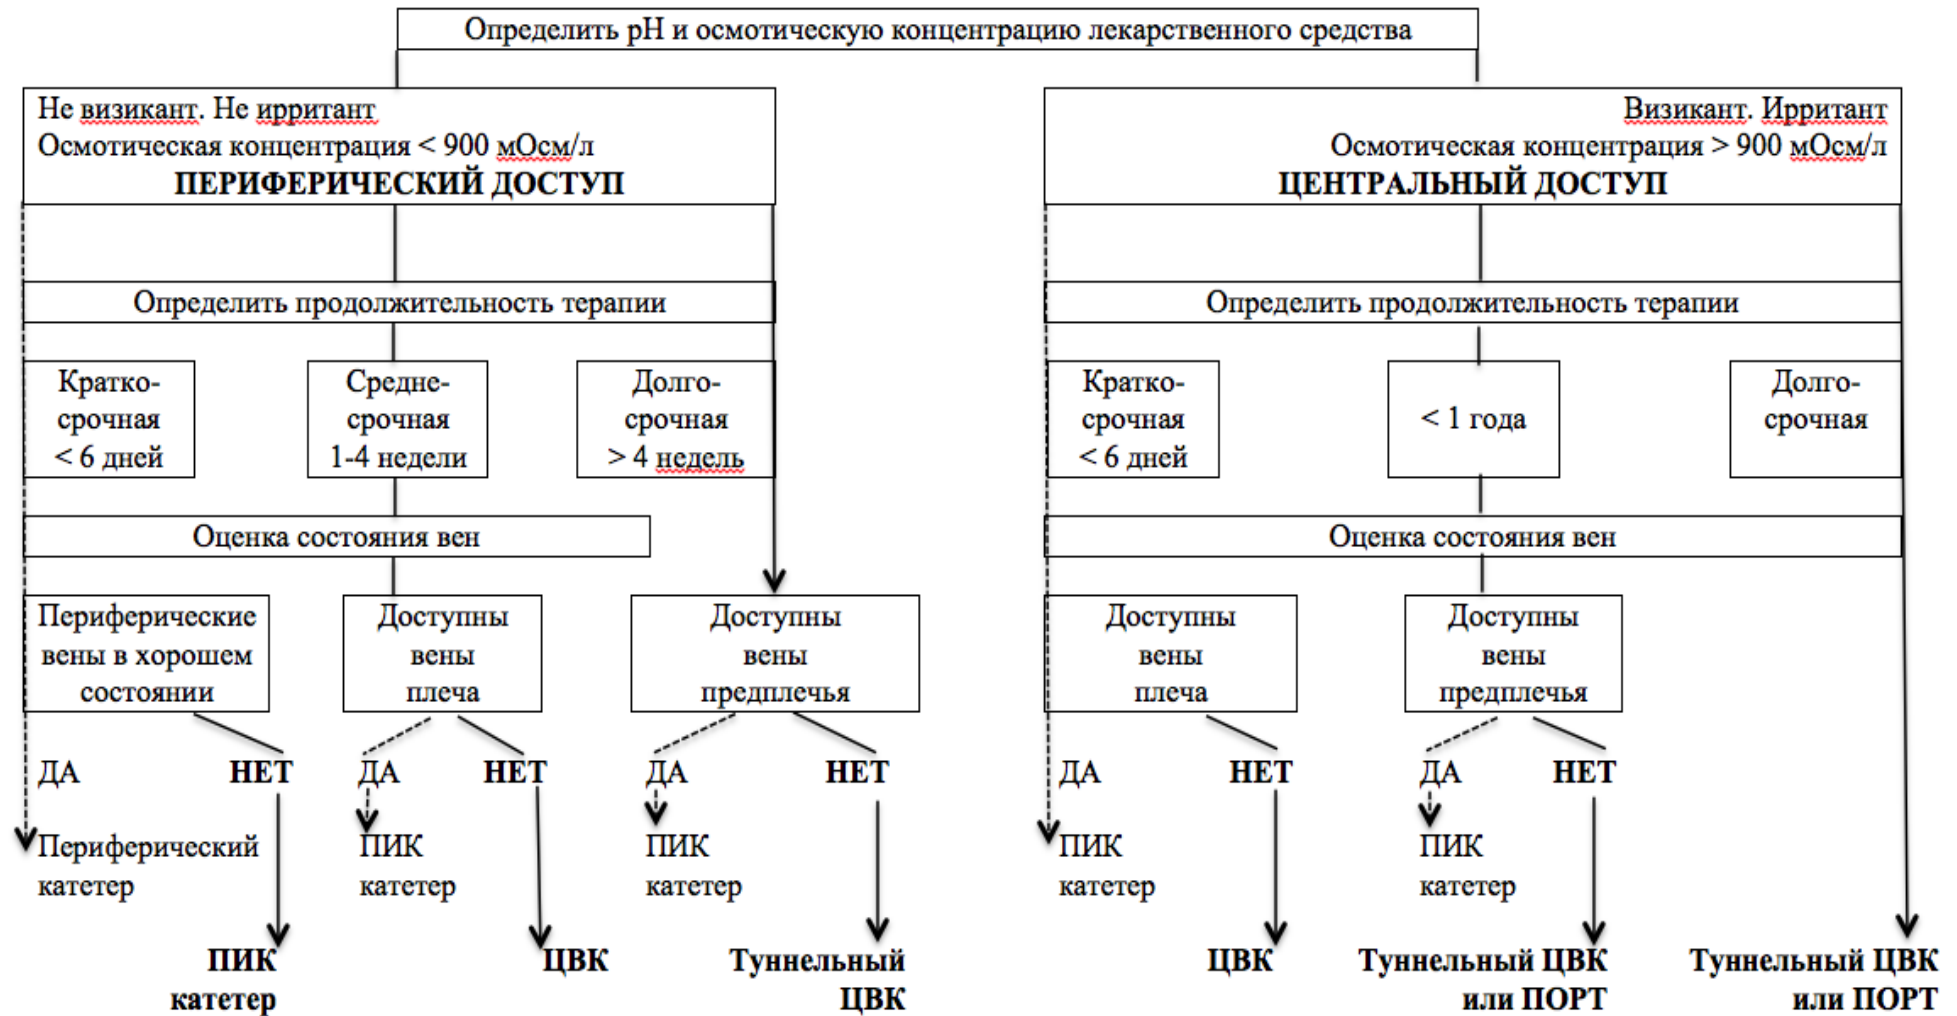 Определить pH и осмотическую концентрацию лекарственного средства
Не визикант. Не ирритант
Осмотическая концентрация < 900 мОсм/л
ПЕРИФЕРИЧЕСКИЙ ДОСТУП
Визикант. Ирритант
Осмотическая концентрация > 900 мОсм/л
ЦЕНТРАЛЬНЫЙ ДОСТУП
Определить продолжительность терапии
Определить продолжительность терапии
Кратко-
срочная
< 6 дней
Средне-
срочная
1-4 недели
Долго-
срочная
> 4 недель
Кратко-
срочная
< 6 дней
< 1 года
Долго-
срочная
Оценка состояния вен
Оценка состояния вен
Периферические
вены в хорошем
состоянии
Доступны
вены
плеча
Доступны
вены
предплечья
Доступны
вены
плеча
Доступны
вены
предплечья
ДА
НЕТ
ДА
НЕТ
ДА
НЕТ
ДА
НЕТ
ДА
НЕТ
Периферический
катетер
ПИК
катетер
ПИК
катетер
ПИК
катетер
ПИК
катетер
ПИК
катетер
ЦВК
Туннельный
ЦВК
ЦВК
Туннельный ЦВК
или ПОРТ
Туннельный ЦВК
или ПОРТ